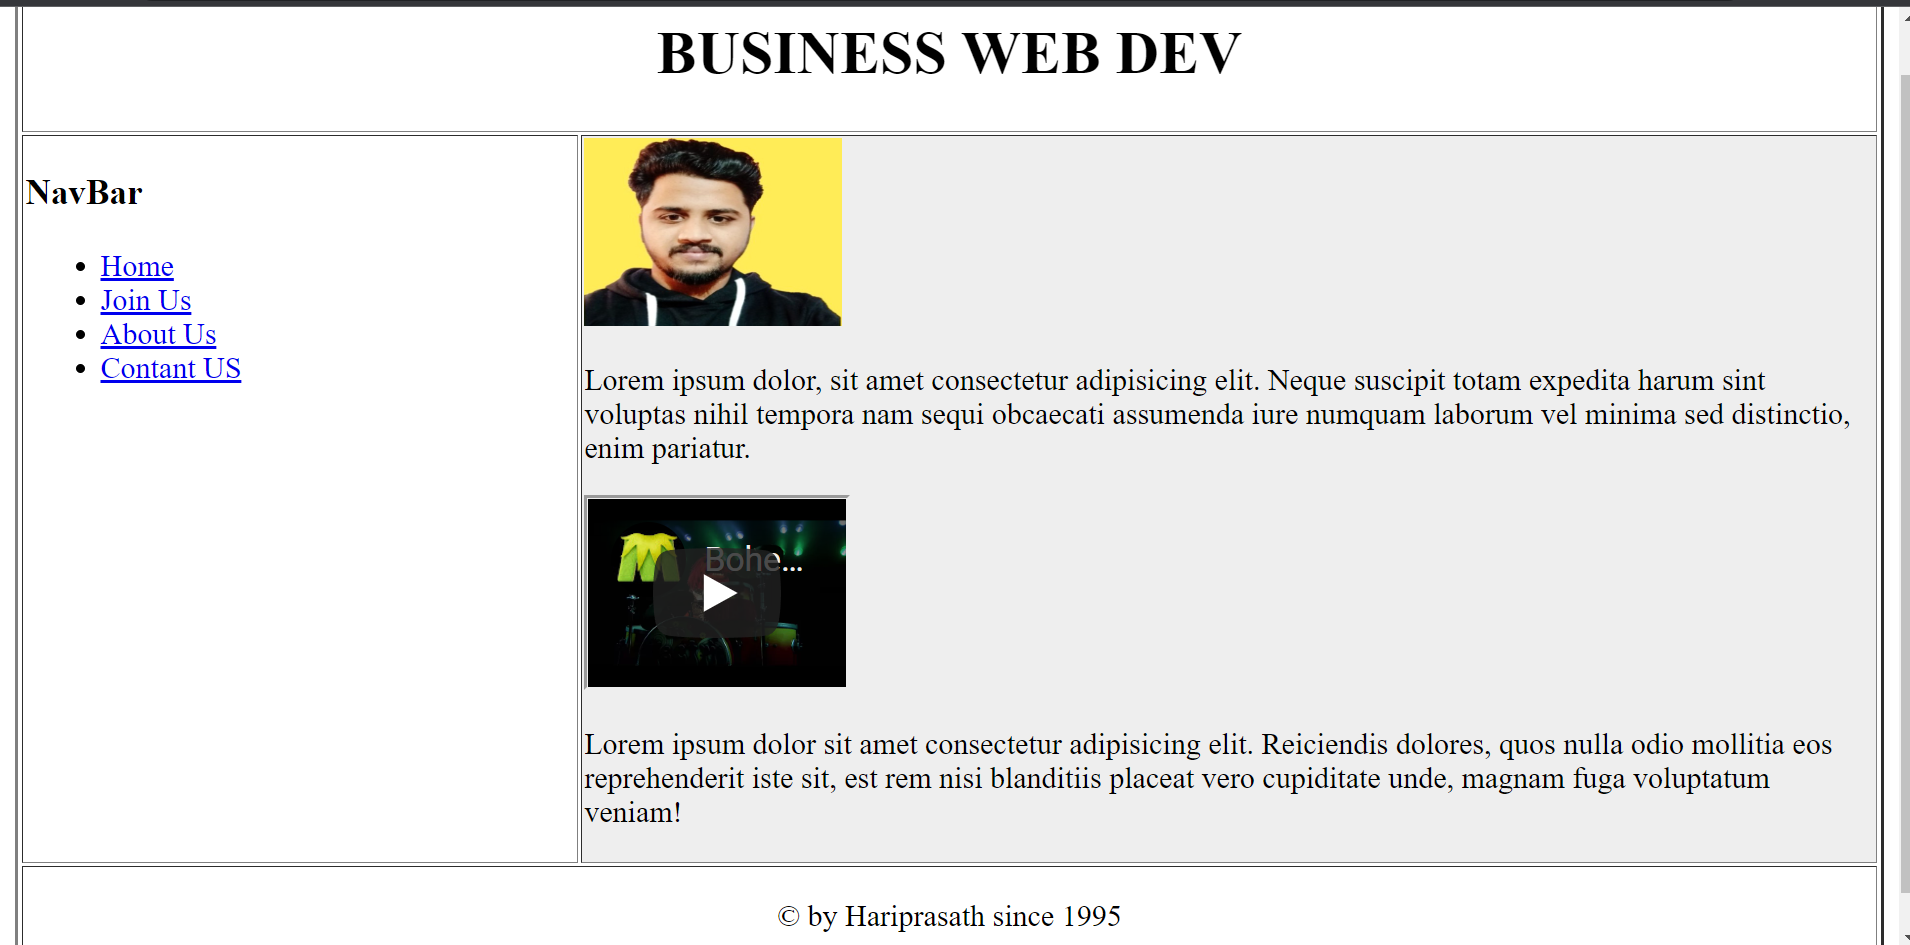 BUSINESS WEB DEV
NavBar
Home
Join Us
About Us
Contant US
Lorem ipsum dolor, sit amet consectetur adipisicing elit. Neque suscipit totam expedita harum sint
voluptas nihil tempora nam sequi obcaecati assumenda iure numquam laborum vel minima sed distinctio,
enim pariatur.
Bohe...
Lorem ipsum dolor sit amet consectetur adipisicing elit. Reiciendis dolores, quos nulla odio mollitia eos
reprehenderit iste sit, est rem nisi blanditiis placeat vero cupiditate unde, magnam fuga voluptatum
veniam!
© by Hariprasath since 1995